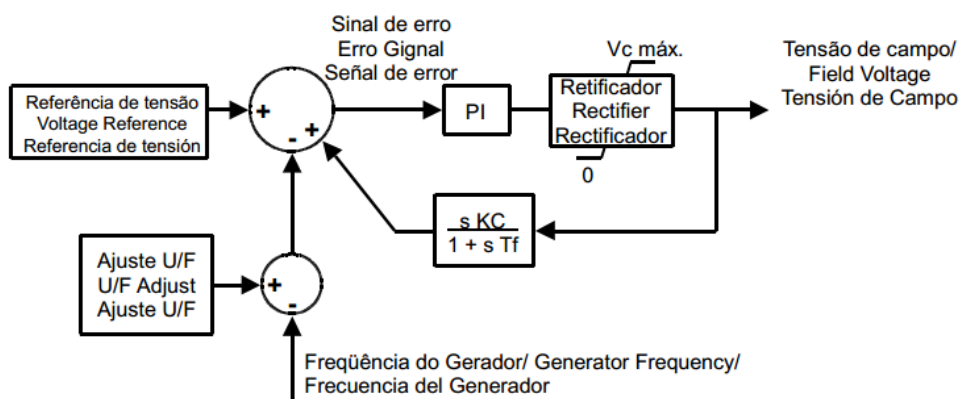 Sinal de erro
Erro Gignal
Señal de error
Vc máx.
Tensão de campo/
Field Voltage
Tensión de Campo
Referência de tensão
Voltage Reference
Referencia de tensión
+
+
-
PI
Retificador
Rectifier
Rectificador
0
s KC
1 + s Tf
Ajuste U/F
U/F Adjust
Ajuste U/F
+
-
Freqüência do Gerador/ Generator Frequency/
Frecuencia del Generador